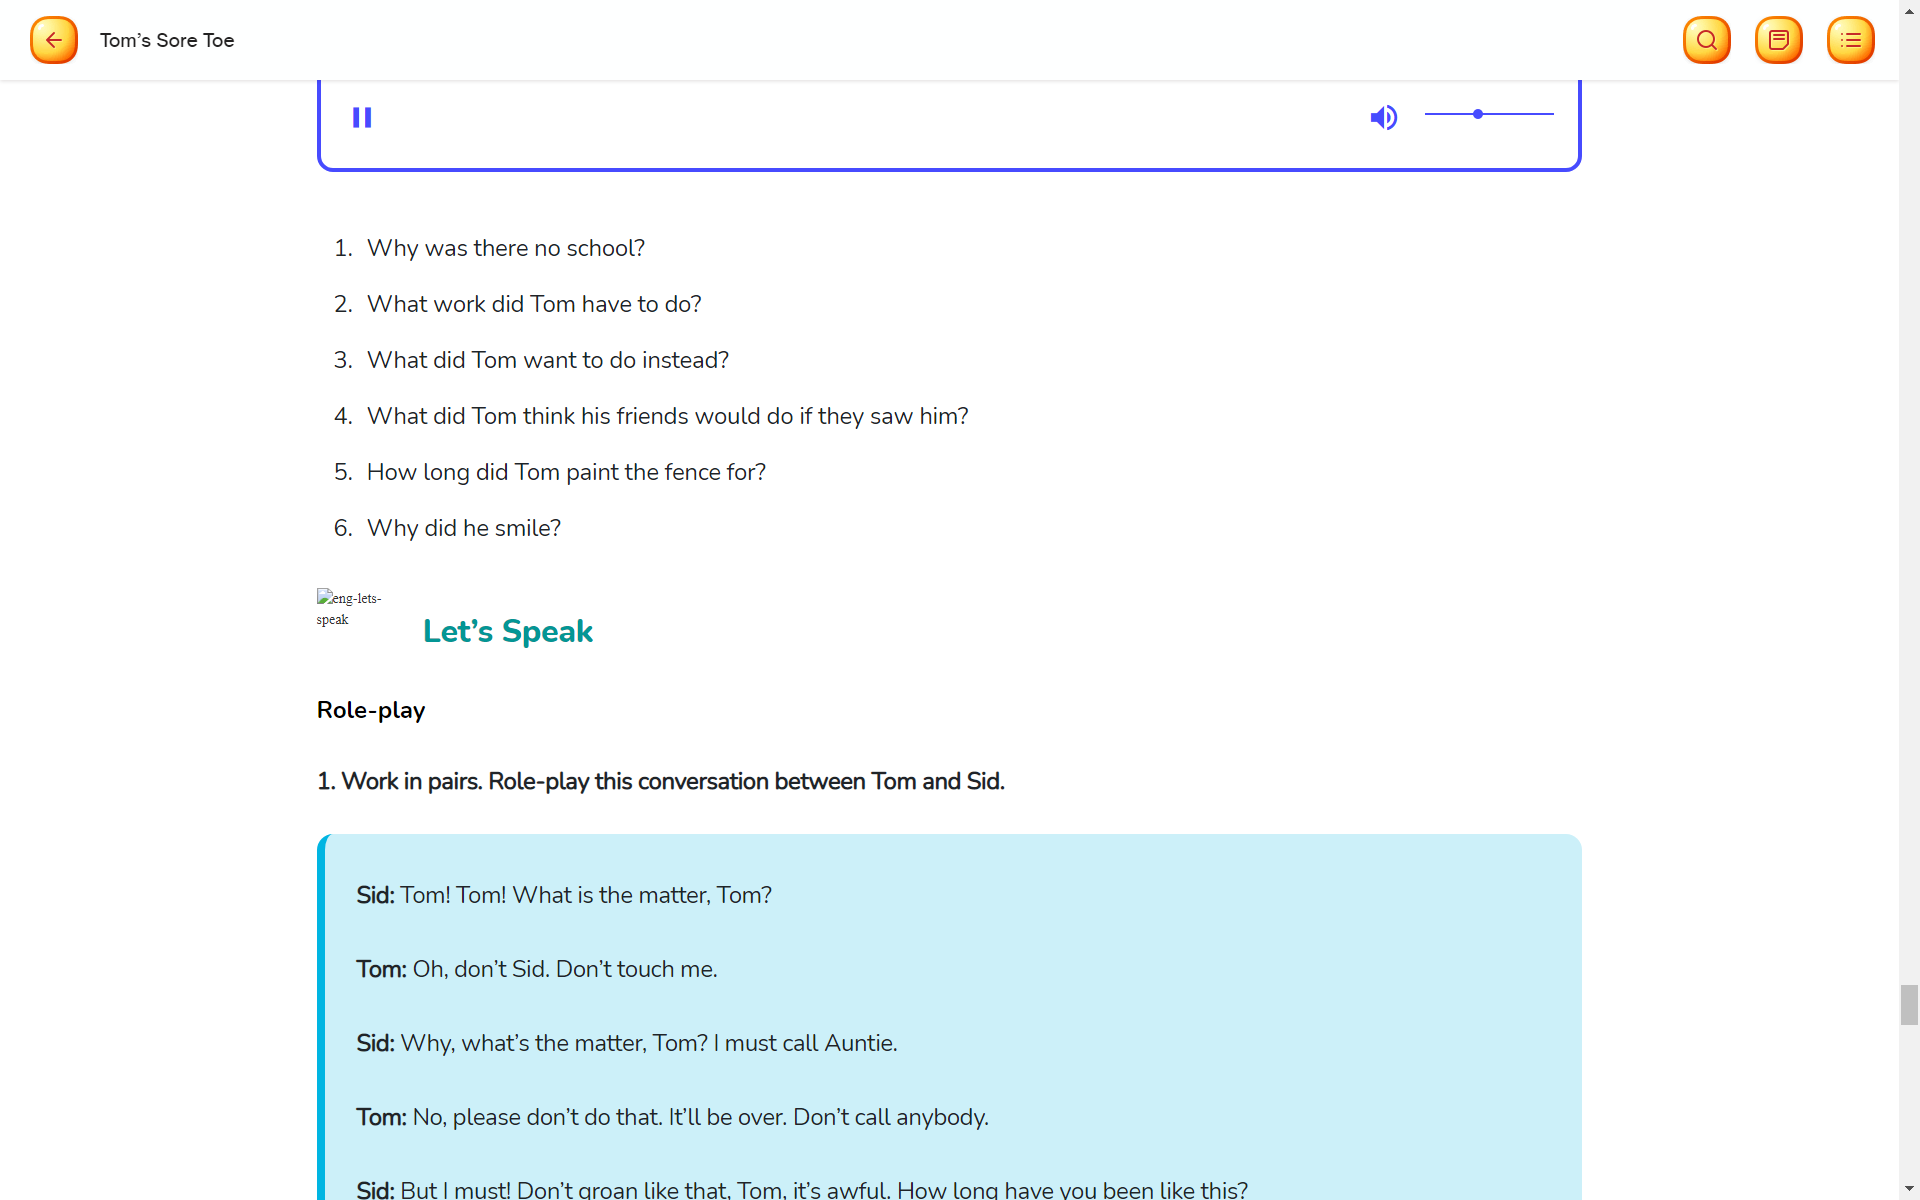 Tom’s Sore Toe
1. Why was there no school?
2. What work did Tom have to do?
3. What did Tom want to do instead?
4. What did Tom think his friends would do if they saw him?
5. How long did Tom paint the fence for?
6. Why did he smile?
eng-lets-
speak
Let’s Speak
Role-play
1. Work in pairs. Role-play this conversation between Tom and Sid.
Sid: Tom! Tom! What is the matter, Tom?
Tom: Oh, don’t Sid. Don’t touch me.
Sid: Why, what’s the matter, Tom? I must call Auntie.
Tom: No, please don’t do that. It’ll be over. Don’t call anybody.
Sid: But I must! Don’t groan like that, Tom, it’s awful. How long have you been like this?